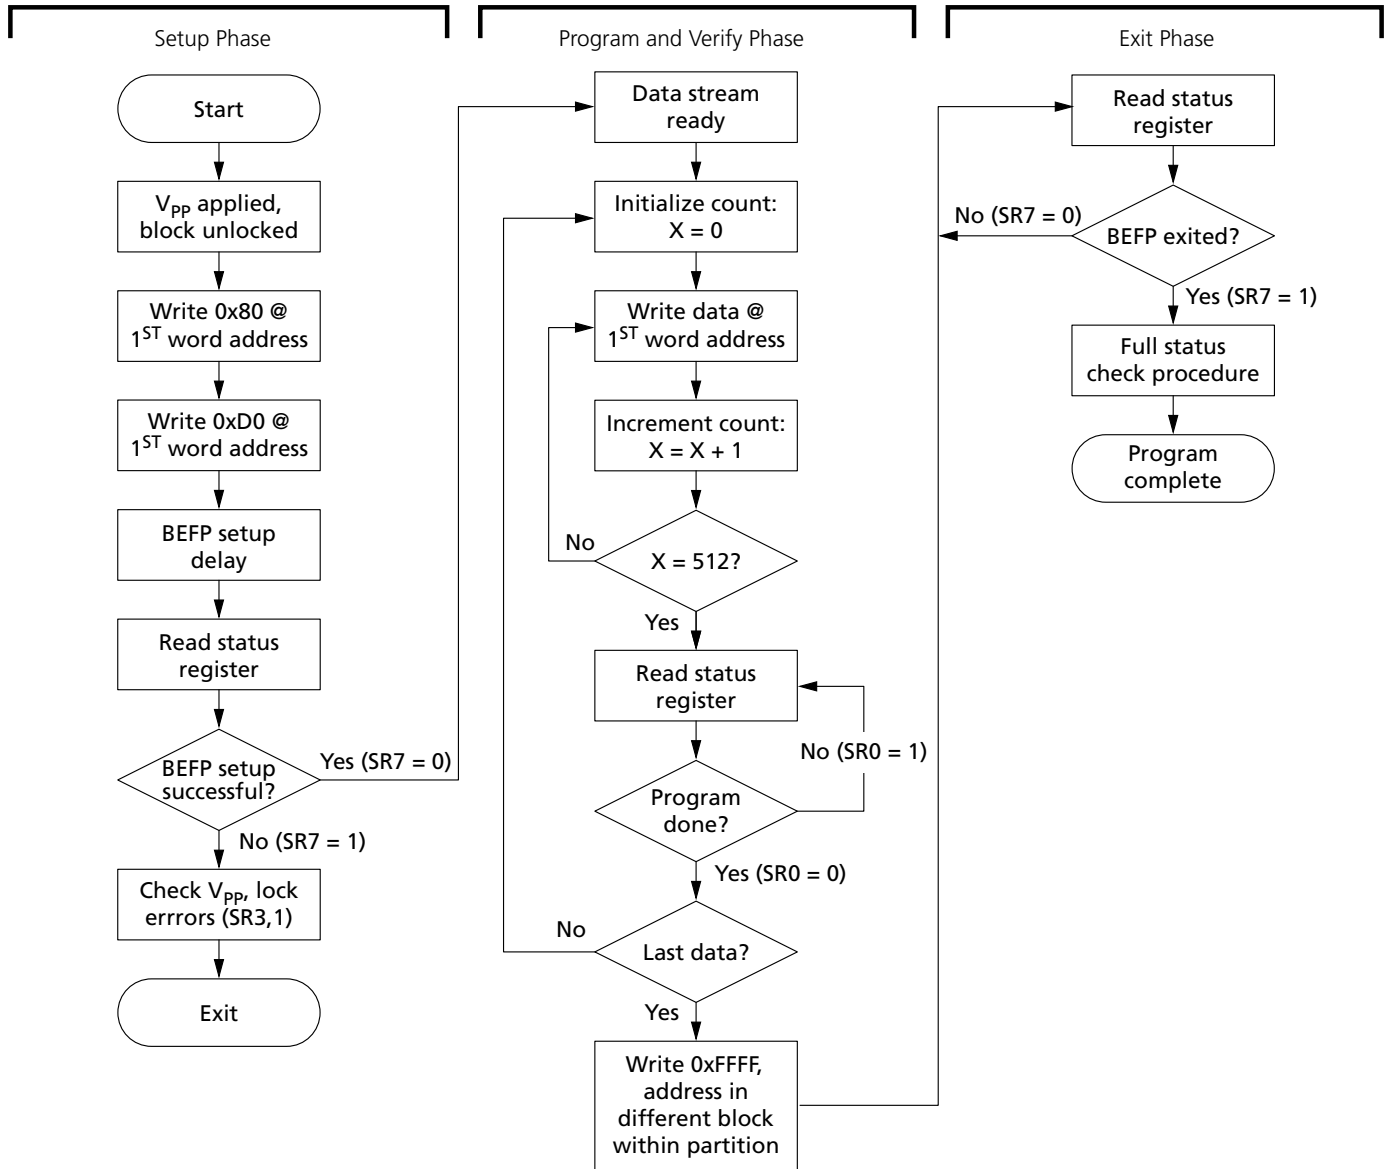 Setup Phase
Start
VPP applied,
block unlocked
Write 0x80 @
1ST word address
Write 0xD0 @
1ST word address
BEFP setup
delay
Read status
register
BEFP setup
successful?
Yes (SR7 = 0)
No (SR7 = 1)
Check VPP, lock
errrors (SR3,1)
Exit
Program and Verify Phase
Data stream
ready
Initialize count:
X = 0
Write data @
1ST word address
Increment count:
X = X + 1
No
X = 512?
Yes
Read status
register
No (SR0 = 1)
Program
done?
Yes (SR0 = 0)
No
Last data?
Yes
Write 0xFFFF,
address in
different block
within partition
Exit Phase
Read status
register
No (SR7 = 0)
BEFP exited?
Yes (SR7 = 1)
Full status
check procedure
Program
complete